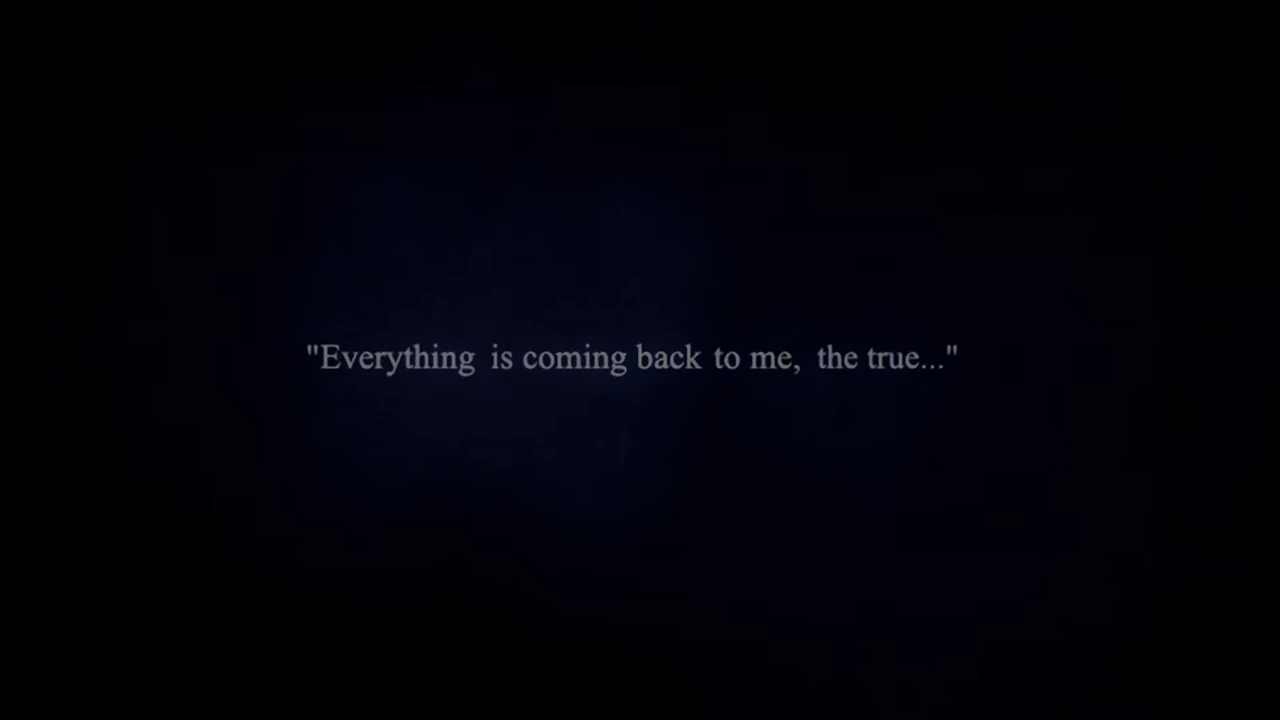 "Everything is coming back to me, the true..."